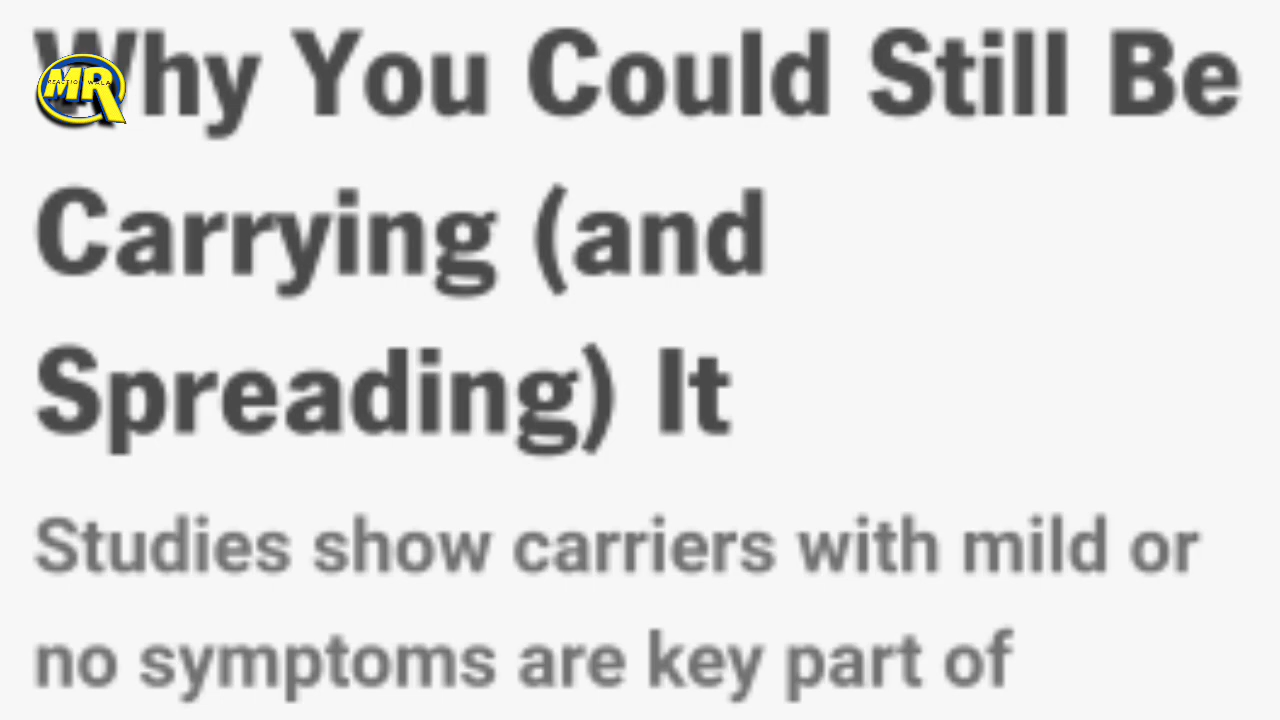 Why You Could Still Be
Carrying (and
Spreading) It
Studies show carriers with mild or
no symptoms are key part of
MR